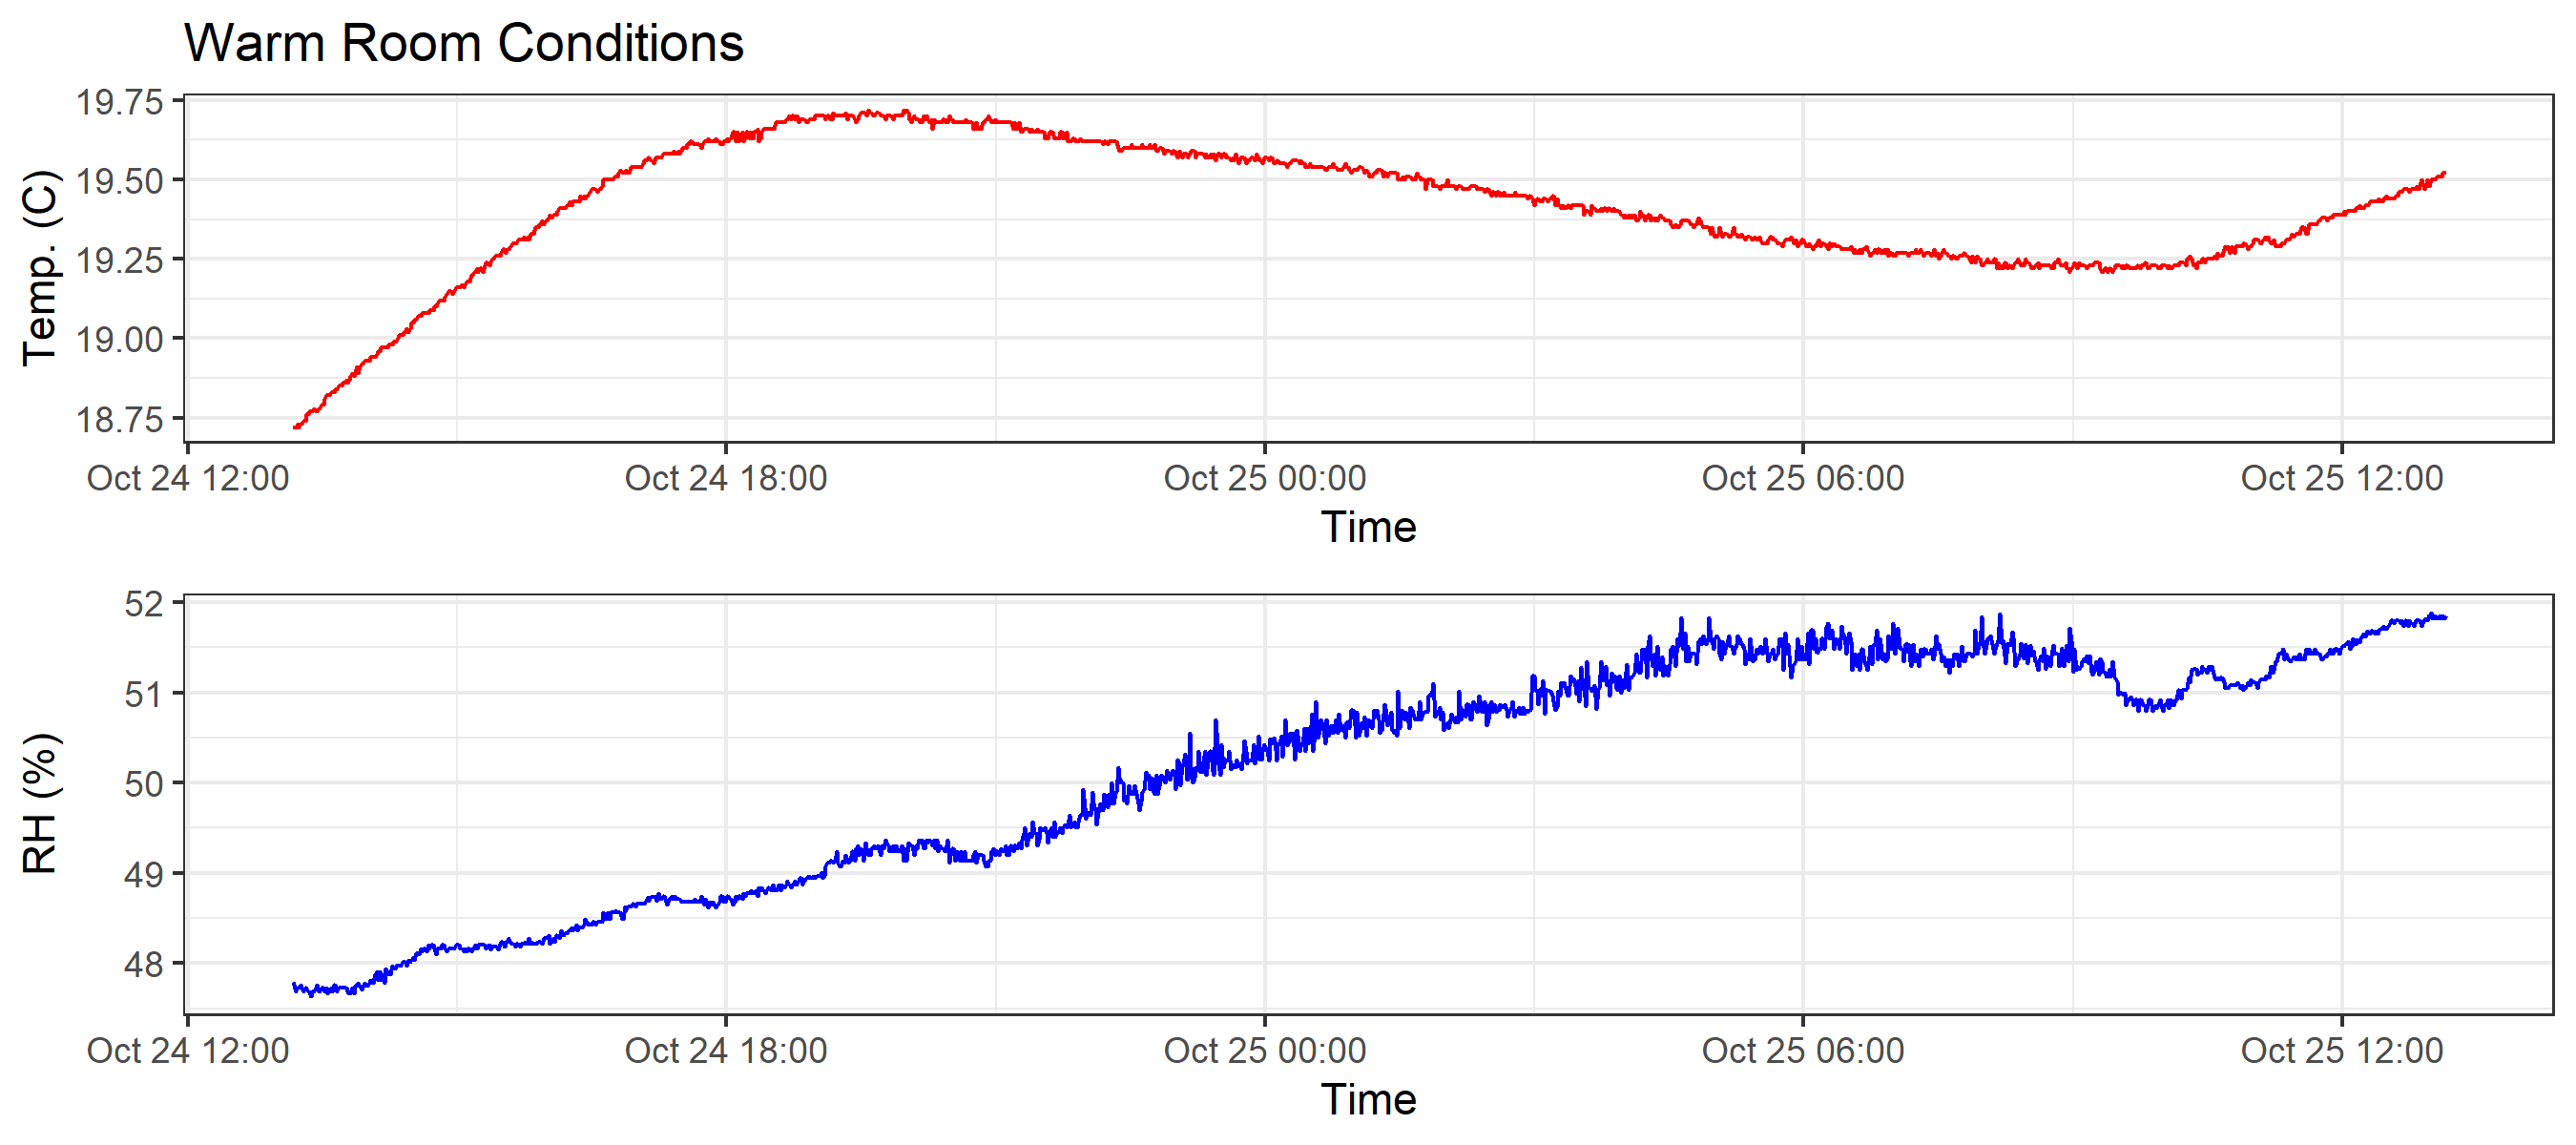 Warm Room Conditions
19.75
19.50
19.25
19.00
18.75
Temp. (C)
Oct 24 12:00 Oct 24 18:00 Oct 25 00:00 Oct 25 06:00 Oct 25 12:00
Time
52
51
50
49
48
RH (%)
Oct 24 12:00 Oct 24 18:00 Oct 25 00:00 Oct 25 06:00 Oct 25 12:00
Time